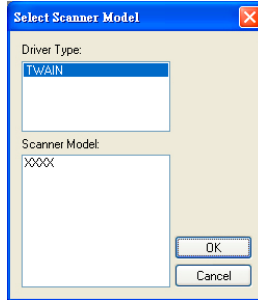 Select Scanner Model
Driver Type:
TWAIN
Scanner Model:
XXXX
OK
Cancel